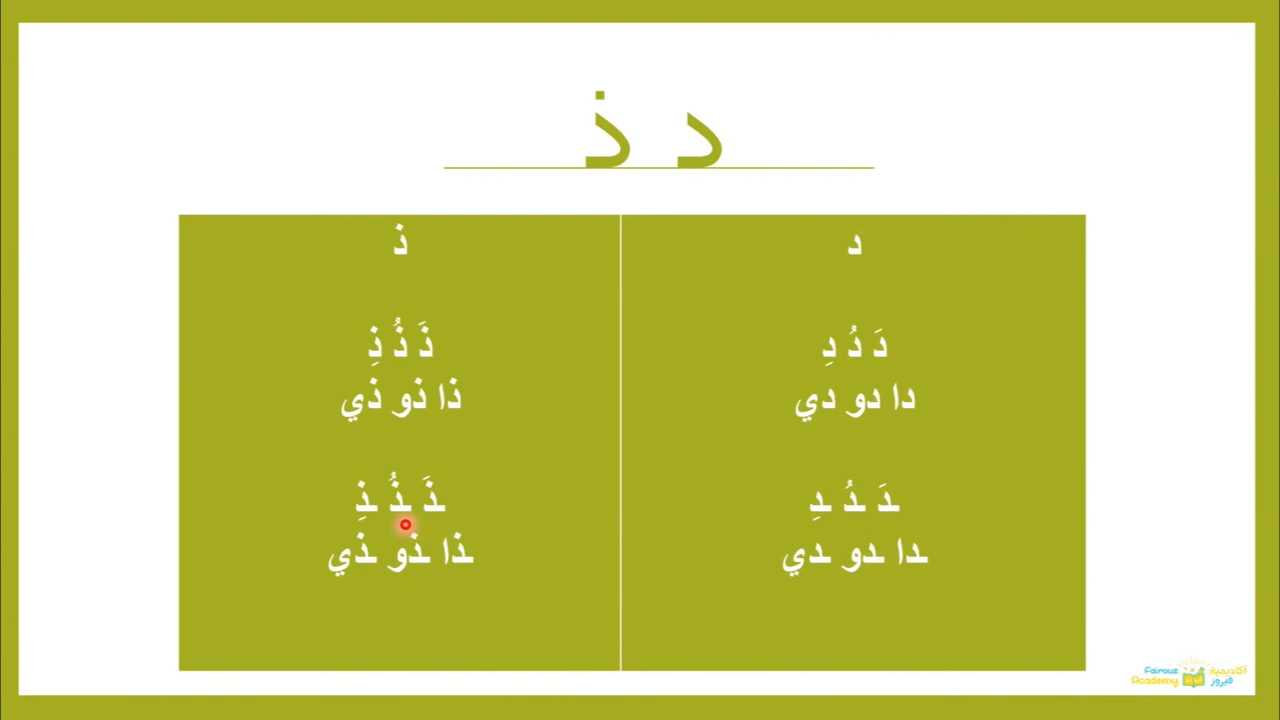 د ذ
د
دَ دُ دِ
دا دو دي
ـدَ ـدُ ـدِ
ـدا ـدو ـدي
ذ
ذَ ذُ ذِ
ذا ذو ذي
ـذَ ـذُ ـذِ
ـذا ـذو ـذي
Fairouz Academy
اكاديمية فيروز